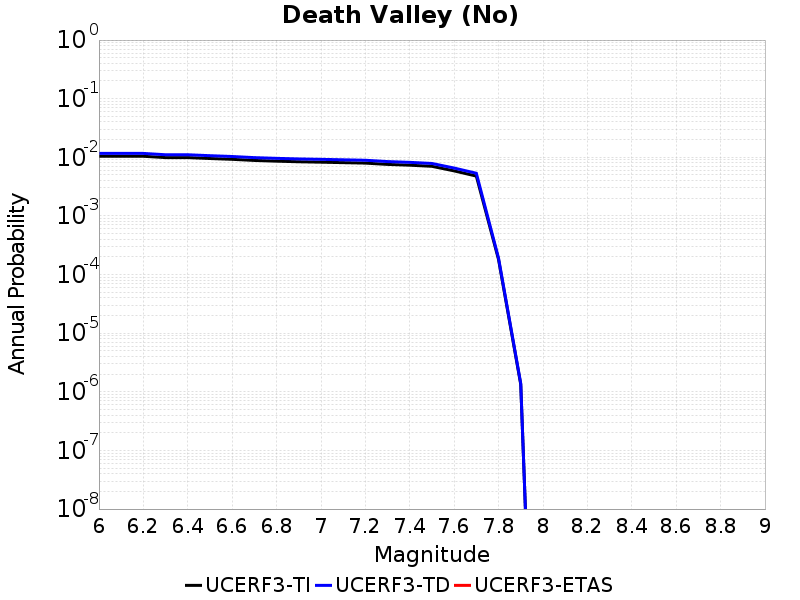 Death Valley (No)
Annual Probability
10^0
10^-1
10^-2
10^-3
10^-4
10^-5
10^-6
10^-7
10^-8
6 6.2 6.4 6.6 6.8 7 7.2 7.4 7.6 7.8 8 8.2 8.4 8.6 8.8 9
Magnitude
UCERF3-TI UCERF3-TD UCERF3-ETAS